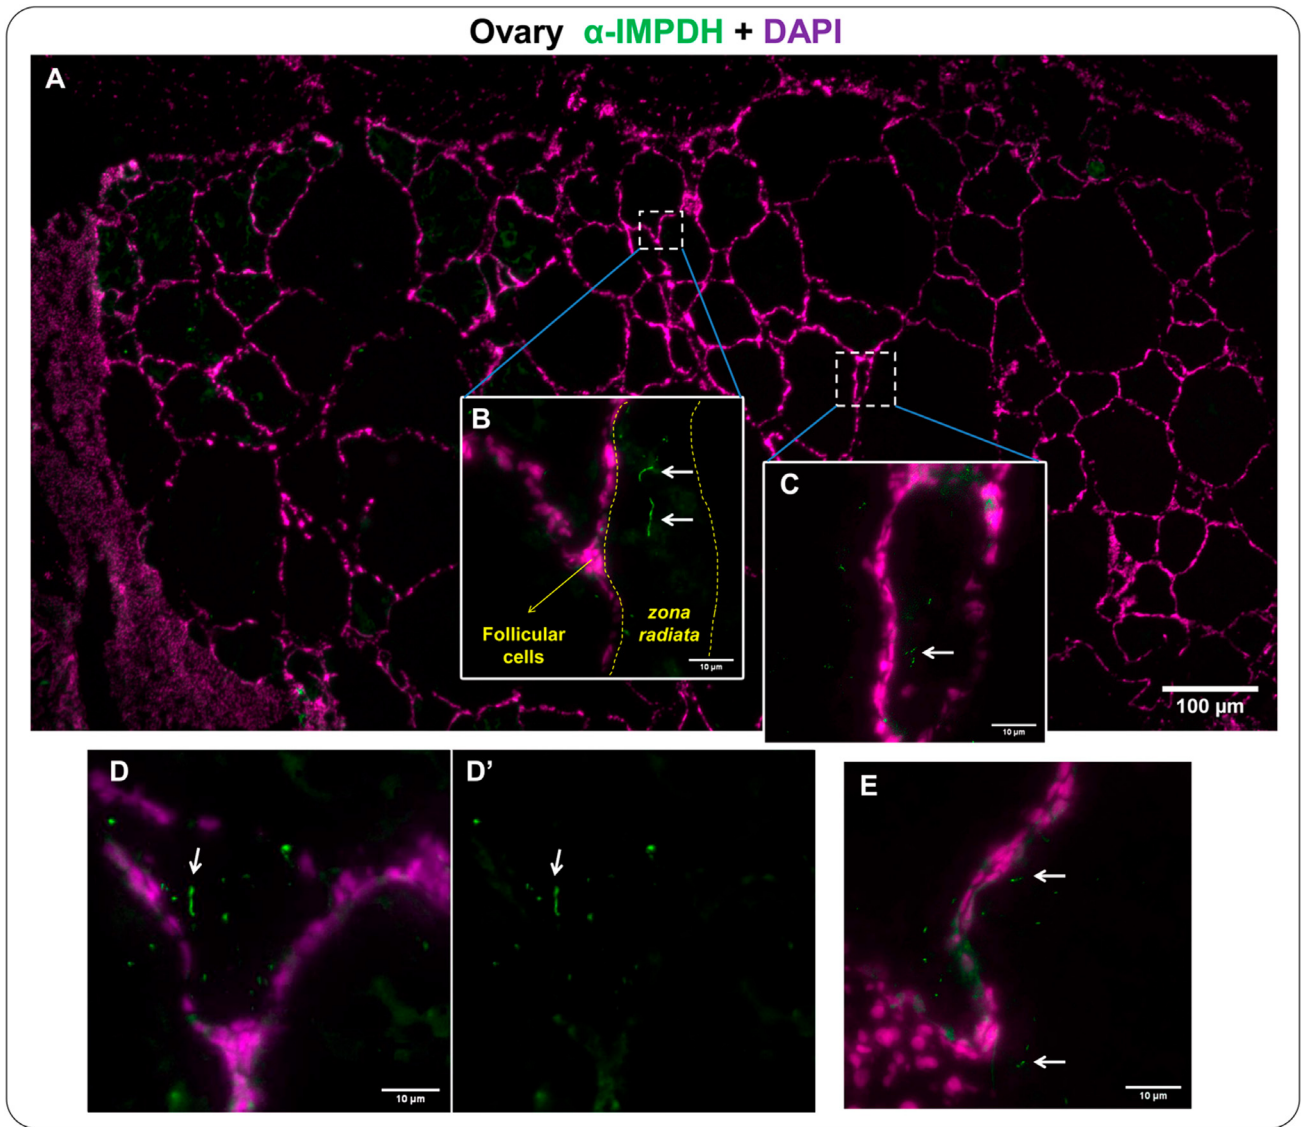 Ovary α-IMPDH + DAPI
A
B
Follicular
cells
zona
radiata
10 µm
C
10 µm
100 µm
D
10 µm
D’
E
10 µm